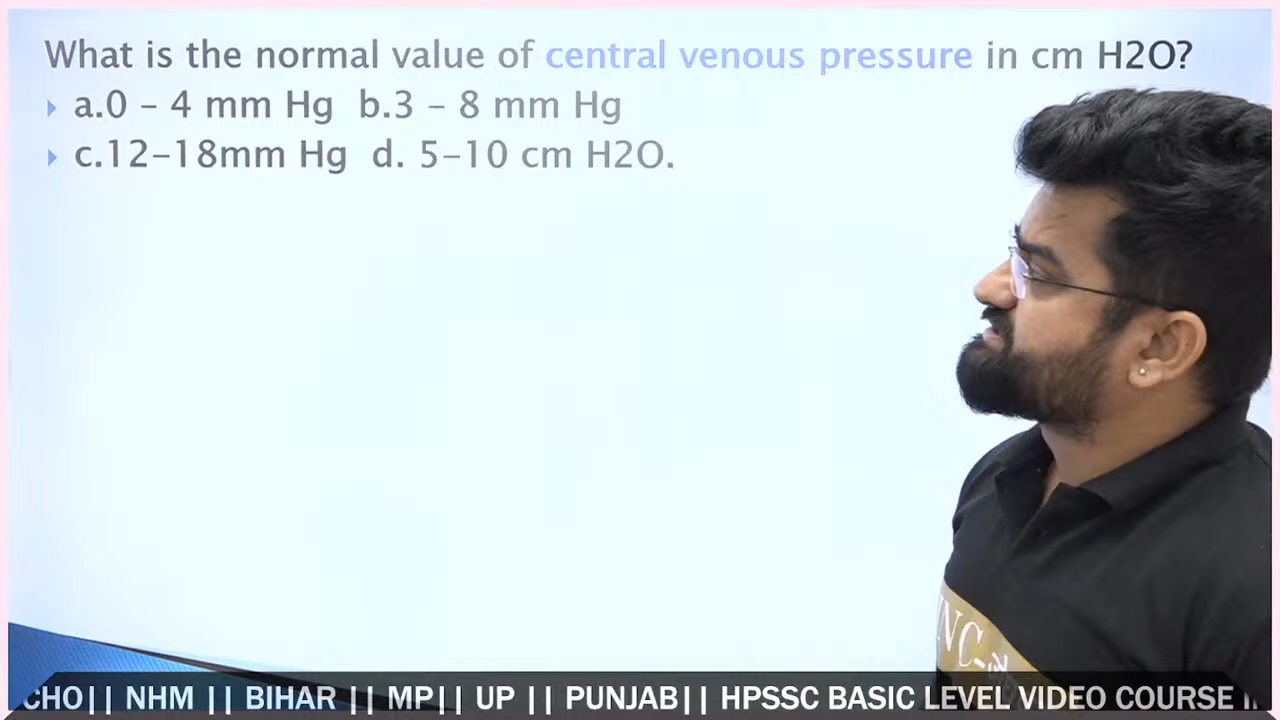 What is the normal value of central venous pressure in cm H2O?
a.0 – 4 mm Hg b.3 – 8 mm Hg
c.12–18mm Hg d. 5–10 cm H2O.
NC-
CHO|| NHM || BIHAR || MP|| UP || PUNJAB|| HPSSC BASIC LEVEL VIDEO COURSE